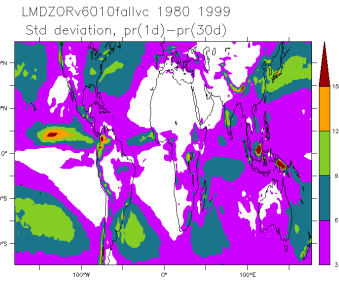 LMDZORv6010fallvc 1980 1999
Std deviation, pr(1d)-pr(30d)
°N
15
°N
12
9
0°
6
°S
°S
3
100°W
0°
100°E